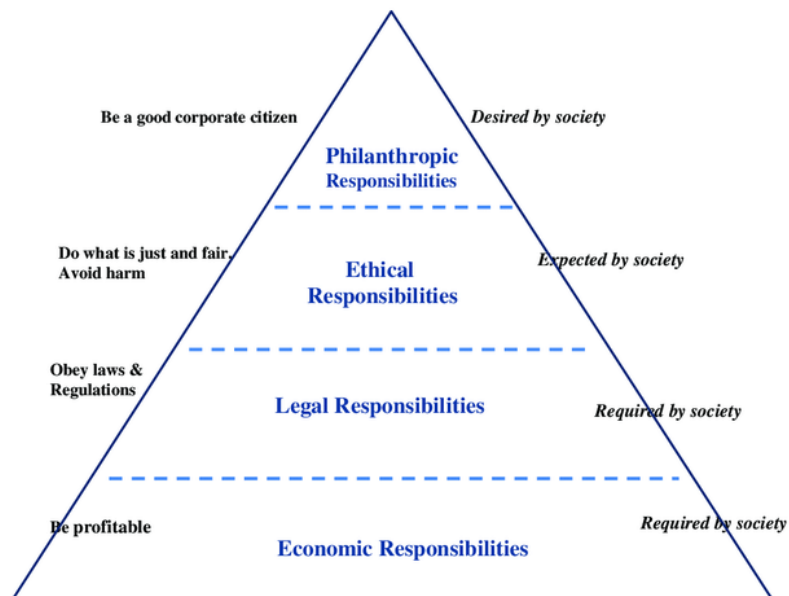 Be a good corporate citizen
Desired by society
Philanthropic
Responsibilities
Do what is just and fair,
Avoid harm
Expected by society
Ethical
Responsibilities
Obey laws &
Regulations
Legal Responsibilities
Required by society
Be profitable
Required by society
Economic Responsibilities